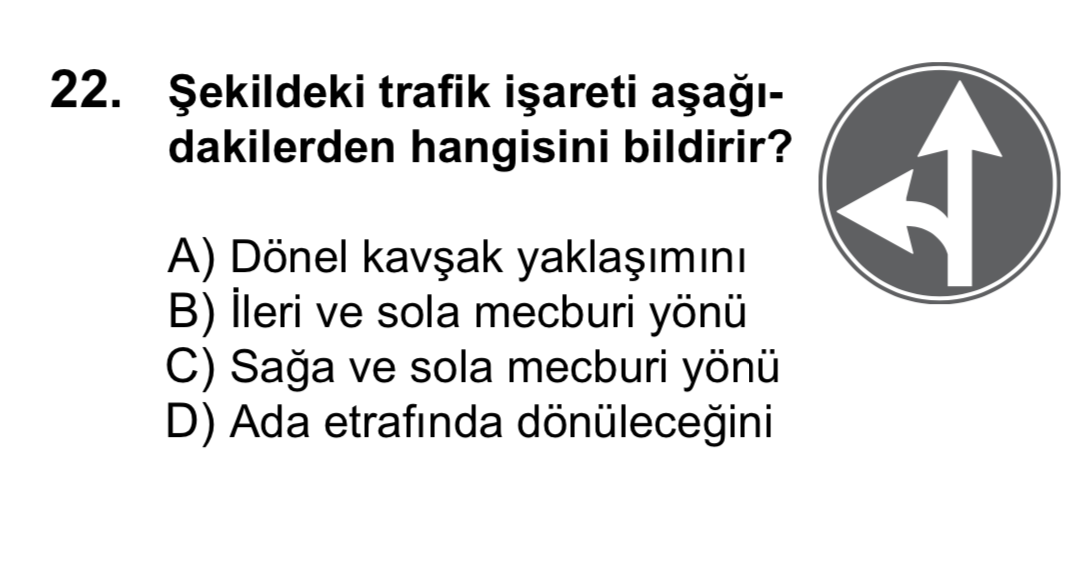 22. Şekildeki trafik işareti aşağı-
dakilerden hangisini bildirir?
A) Dönel kavşak yaklaşımını
B) İleri ve sola mecburi yönü
C) Sağa ve sola mecburi yönü
D) Ada etrafında dönüleceğini